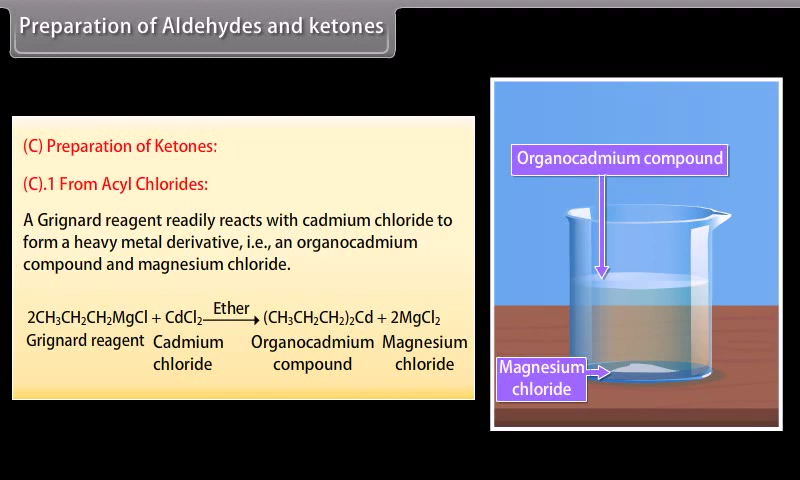 Preparation of Aldehydes and ketones
(C) Preparation of Ketones:
(C).1 From Acyl Chlorides:
A Grignard reagent readily reacts with cadmium chloride to
form a heavy metal derivative, i.e., an organocadmium
compound and magnesium chloride.
Ether
2CH₃CH₂CH₂MgCl + CdCl₂ → (CH₃CH₂CH₂)₂Cd + 2MgCl₂
Grignard reagent Cadmium Organocadmium Magnesium
chloride compound chloride
Organocadmium compound
Magnesium
chloride